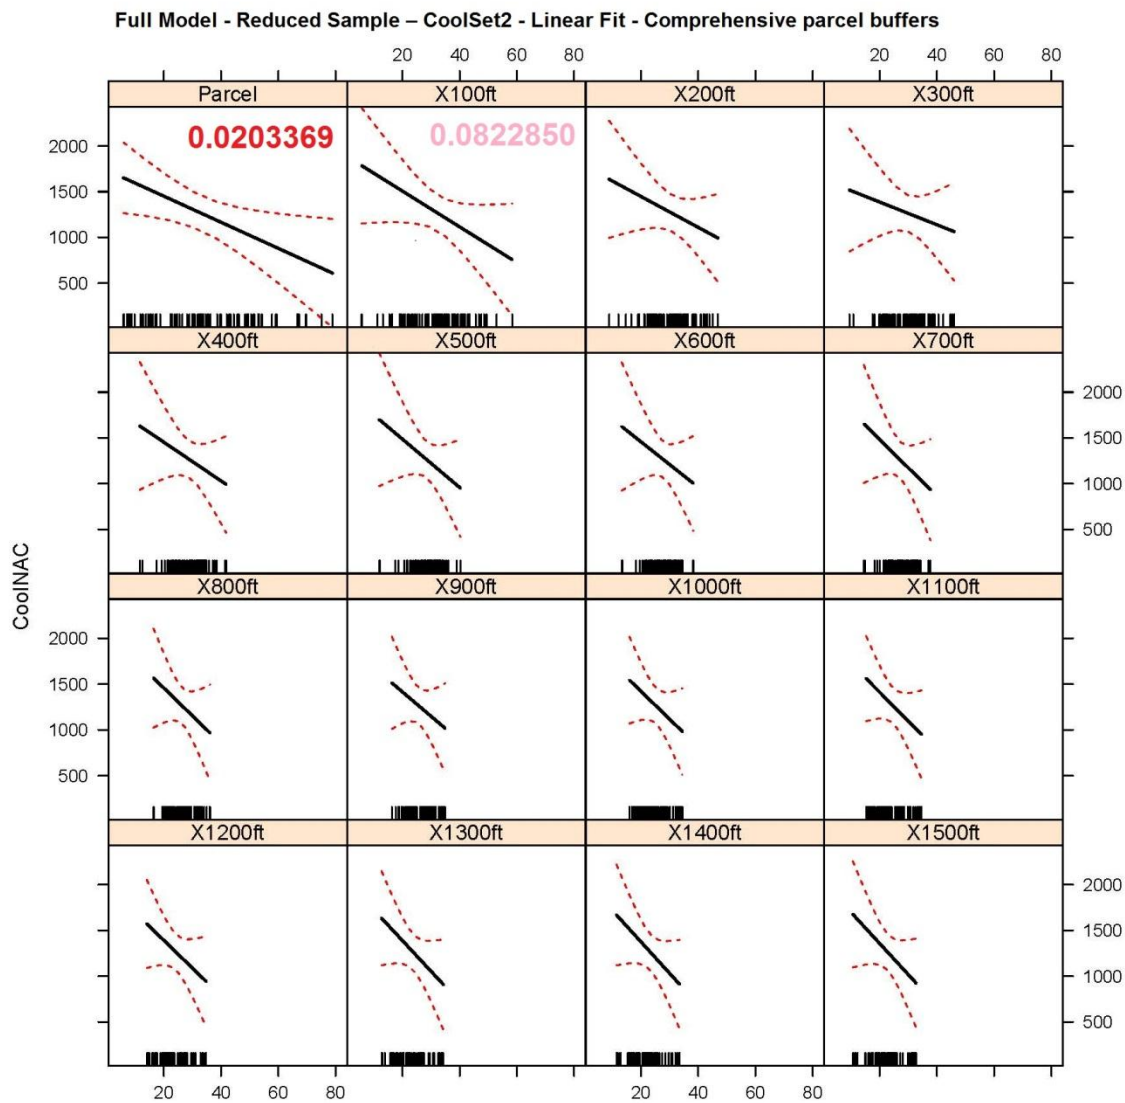 Full Model - Reduced Sample – CoolSet2 - Linear Fit - Comprehensive parcel buffers
20 40 60 80 20 40 60 80
Parcel X100ft X200ft X300ft
0.0203369 0.0822850
2000
1500
1000
500
X400ft X500ft X600ft X700ft
2000
1500
1000
500
CoolNAC
X800ft X900ft X1000ft X1100ft
2000
1500
1000
500
X1200ft X1300ft X1400ft X1500ft
2000
1500
1000
500
20 40 60 80 20 40 60 80